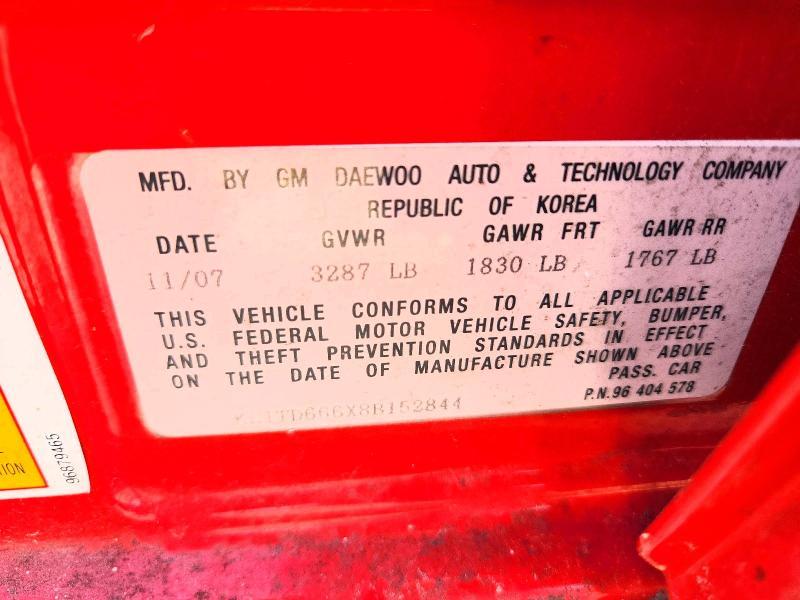 MFD. BY GM DAEWOO AUTO & TECHNOLOGY COMPANY
REPUBLIC OF KOREA
DATE GVWR GAWR FRT GAWR RR
11/07 3287 LB 1830 LB 1767 LB
THIS VEHICLE CONFORMS TO ALL APPLICABLE
U.S. FEDERAL MOTOR VEHICLE SAFETY, BUMPER,
AND THEFT PREVENTION STANDARDS IN EFFECT
ON THE DATE OF MANUFACTURE SHOWN ABOVE
PASS. CAR
P.N. 96 404 578
96879465